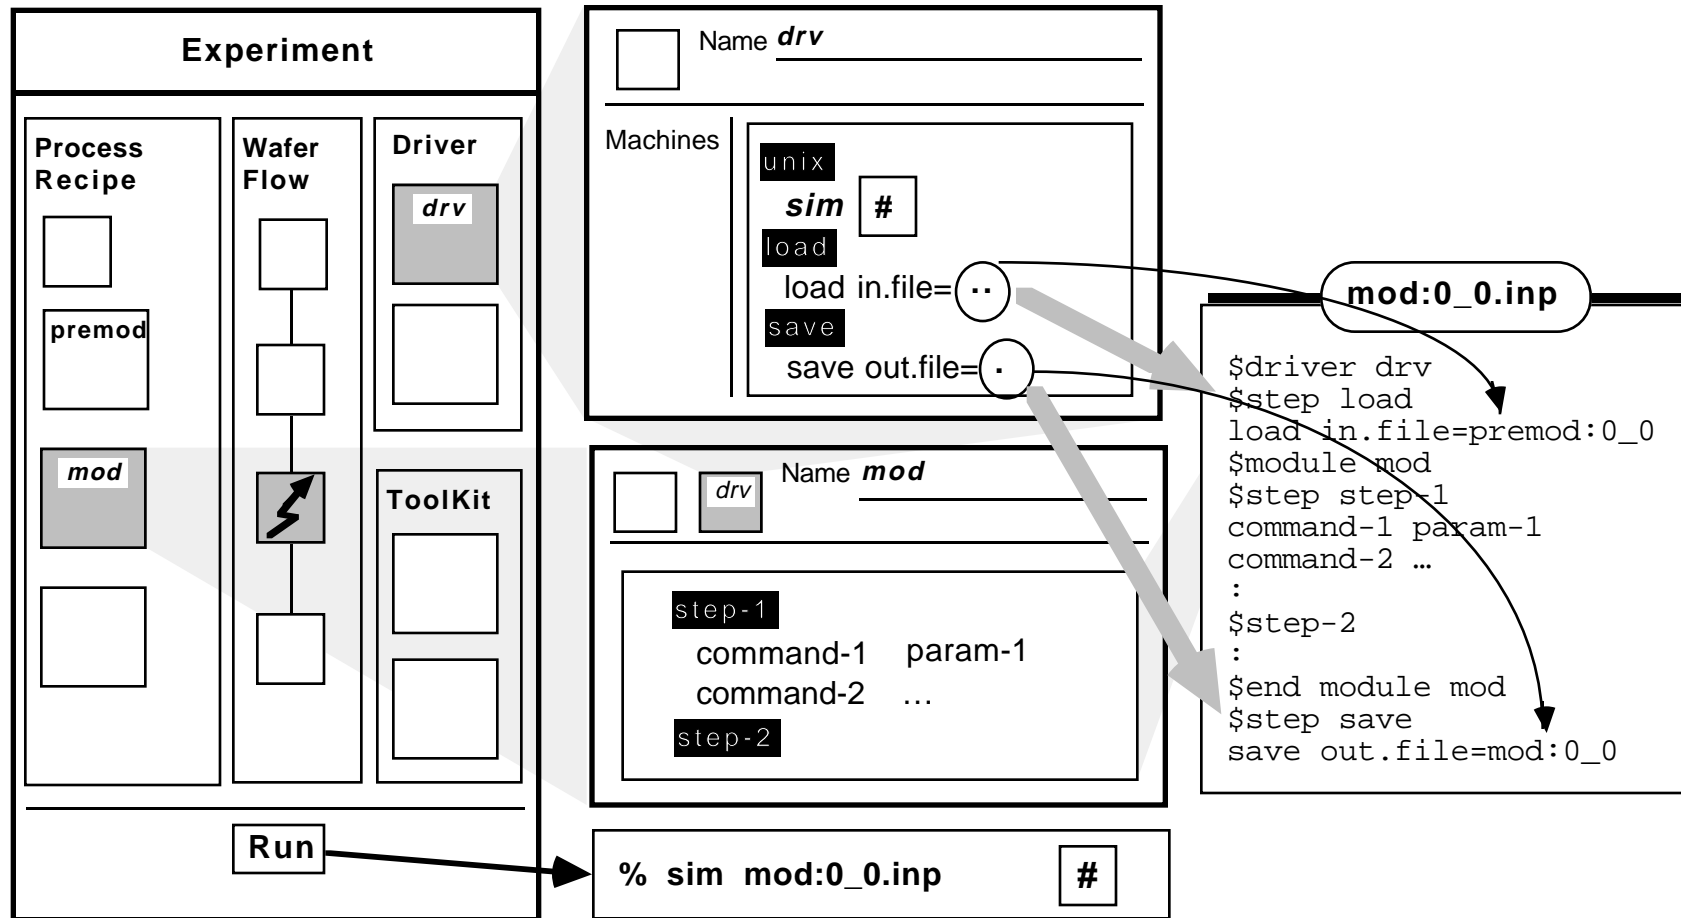 Experiment
Process
Recipe
premod
mod
Wafer
Flow
Driver
drv
ToolKit
Run
Name drv
Machines
unix
sim #
load
load in.file= ..
save
save out.file= .
drv Name mod
step-1
command-1 param-1
command-2 …
step-2
% sim mod:0_0.inp #
mod:0_0.inp
$driver drv
$step load
load in.file=premod:0_0
$module mod
$step step-1
command-1 param-1
command-2 …
:
$step-2
:
$end module mod
$step save
save out.file=mod:0_0